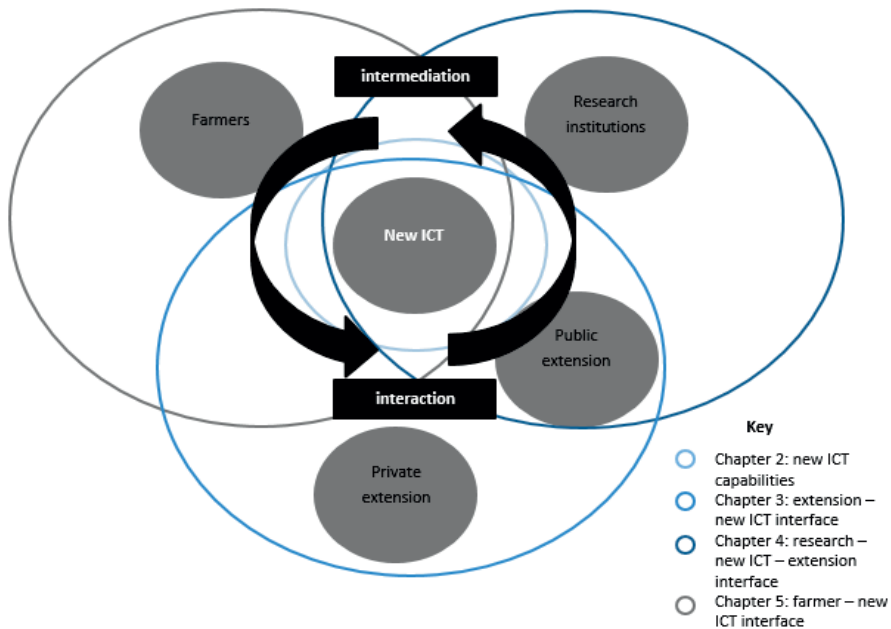 intermediation
Farmers
Research
institutions
New ICT
Public
extension
interaction
Private
extension
Key
Chapter 2: new ICT
capabilities
Chapter 3: extension –
new ICT interface
Chapter 4: research –
new ICT – extension
interface
Chapter 5: farmer – new
ICT interface